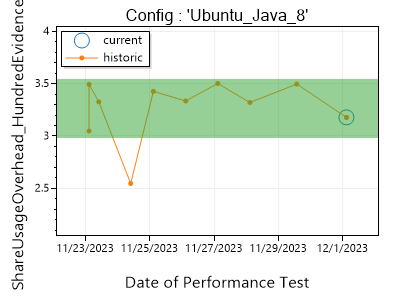 Config : 'Ubuntu_Java_8'
ShareUsageOverhead_HundredEvidence
4
3.5
3
2.5
current
historic
11/23/2023 11/25/2023 11/27/2023 11/29/2023 12/1/2023
Date of Performance Test